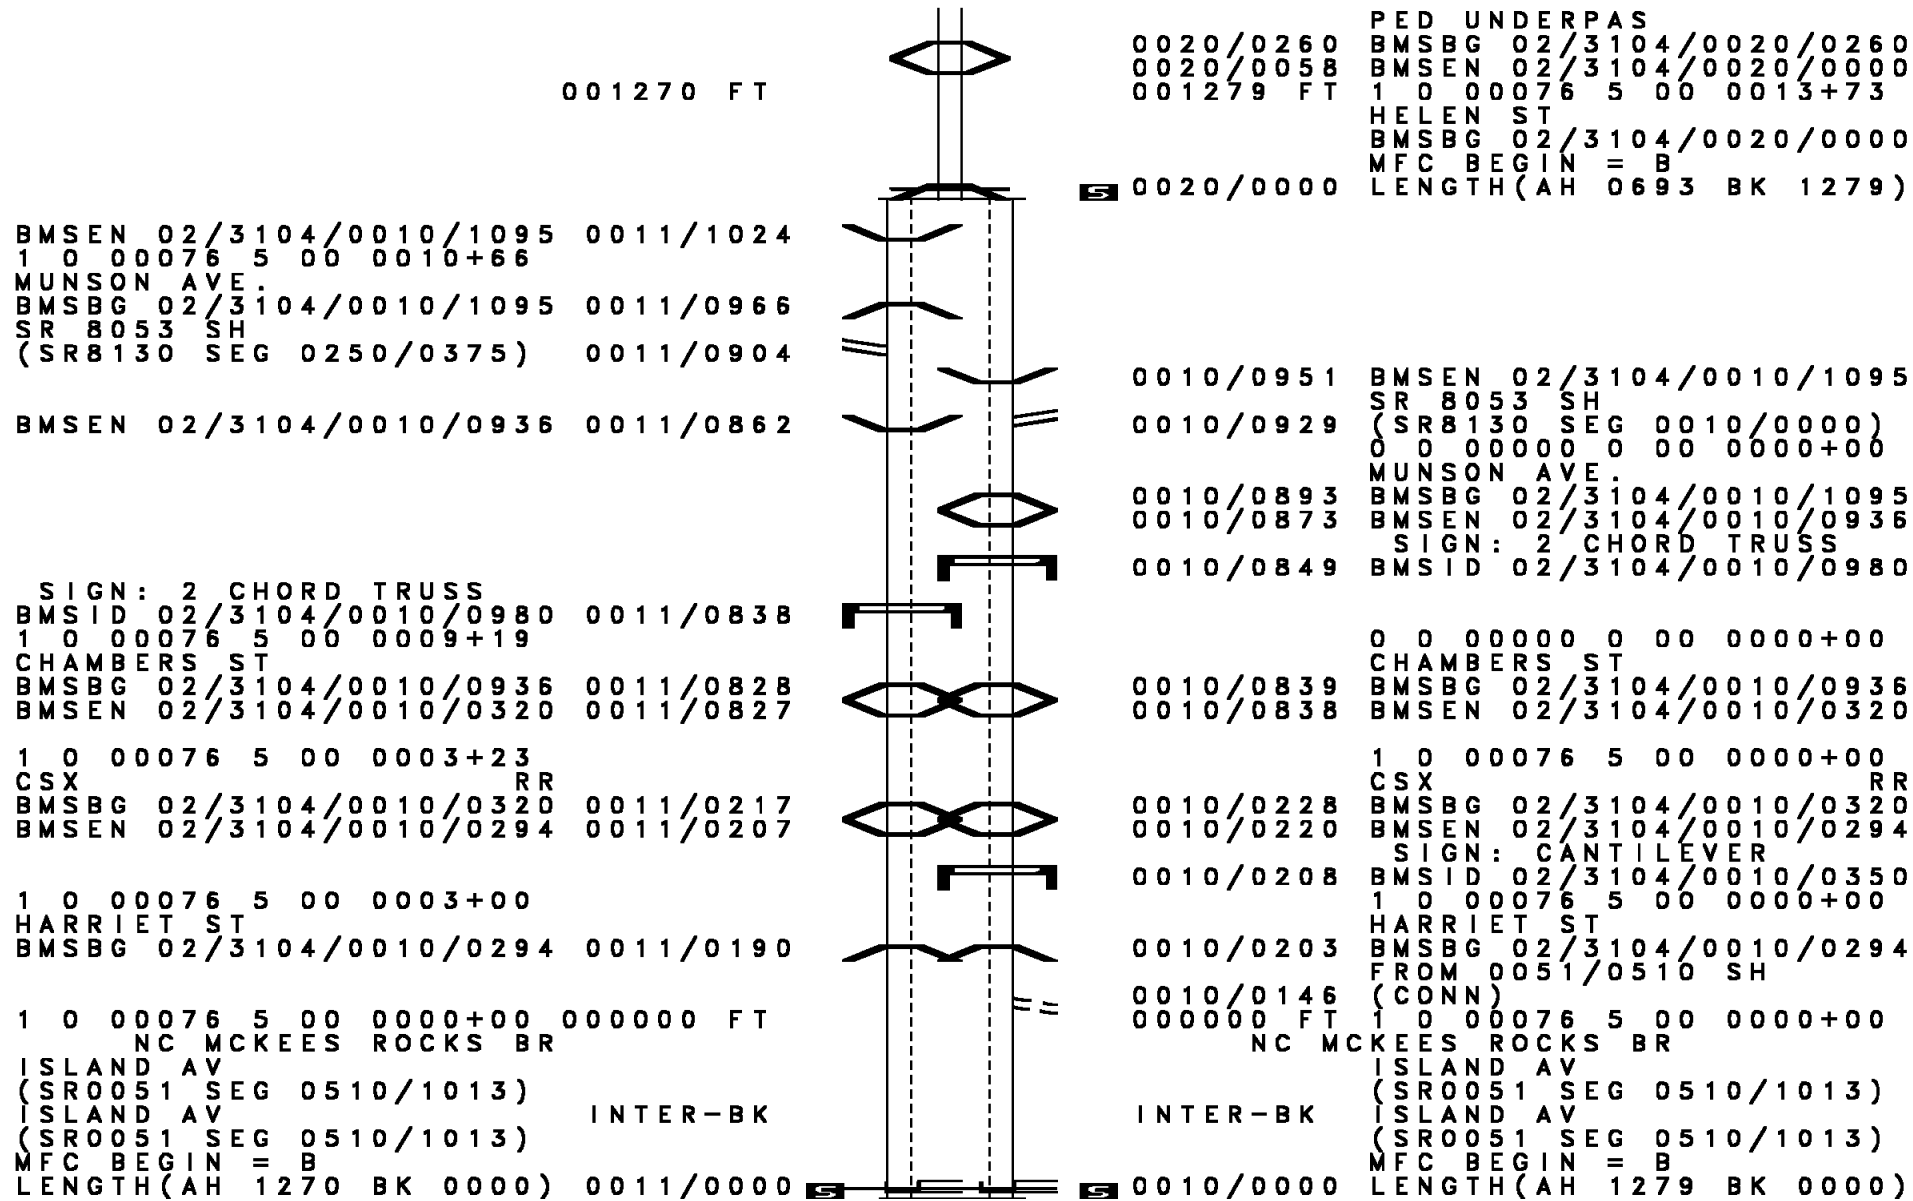 PED UNDERPAS
0020/0260 BMSBG 02/3104/0020/0260
0020/0058 BMSEN 02/3104/0020/0000
001270 FT 001279 FT 1 0 00076 5 00 0013+73
HELEN ST
BMSBG 02/3104/0020/0000
MFC BEGIN = B
S 0020/0000 LENGTH(AH 0693 BK 1279)
BMSEN 02/3104/0010/1095 0011/1024
1 0 00076 5 00 0010+66
MUNSON AVE.
BMSBG 02/3104/0010/1095 0011/0966
SR 8053 SH
(SR8130 SEG 0250/0375) 0011/0904
0010/0951 BMSEN 02/3104/0010/1095
SR 8053 SH
BMSEN 02/3104/0010/0936 0011/0862 0010/0929 (SR8130 SEG 0010/0000)
0 0 00000 0 00 0000+00
MUNSON AVE.
0010/0893 BMSBG 02/3104/0010/1095
0010/0873 BMSEN 02/3104/0010/0936
SIGN: 2 CHORD TRUSS
0010/0849 BMSID 02/3104/0010/0980
SIGN: 2 CHORD TRUSS
BMSID 02/3104/0010/0980 0011/0838
1 0 00076 5 00 0009+19 0 0 00000 0 00 0000+00
CHAMBERS ST CHAMBERS ST
BMSBG 02/3104/0010/0936 0011/0828 0010/0839 BMSBG 02/3104/0010/0936
BMSEN 02/3104/0010/0320 0011/0827 0010/0838 BMSEN 02/3104/0010/0320
1 0 00076 5 00 0003+23 1 0 00076 5 00 0000+00
CSX RR CSX RR
BMSBG 02/3104/0010/0320 0011/0217 0010/0228 BMSBG 02/3104/0010/0320
BMSEN 02/3104/0010/0294 0011/0207 0010/0220 BMSEN 02/3104/0010/0294
SIGN: CANTILEVER
0010/0208 BMSID 02/3104/0010/0350
1 0 00076 5 00 0003+00 1 0 00076 5 00 0000+00
HARRIET ST HARRIET ST
BMSBG 02/3104/0010/0294 0011/0190 0010/0203 BMSBG 02/3104/0010/0294
FROM 0051/0510 SH
0010/0146 (CONN)
1 0 00076 5 00 0000+00 000000 FT 000000 FT 1 0 00076 5 00 0000+00
NC MCKEES ROCKS BR NC MCKEES ROCKS BR
ISLAND AV ISLAND AV
(SR0051 SEG 0510/1013) (SR0051 SEG 0510/1013)
ISLAND AV INTER-BK INTER-BK ISLAND AV
(SR0051 SEG 0510/1013) (SR0051 SEG 0510/1013)
MFC BEGIN = B MFC BEGIN = B
LENGTH(AH 1270 BK 0000) 0011/0000 S S 0010/0000 LENGTH(AH 1279 BK 0000)